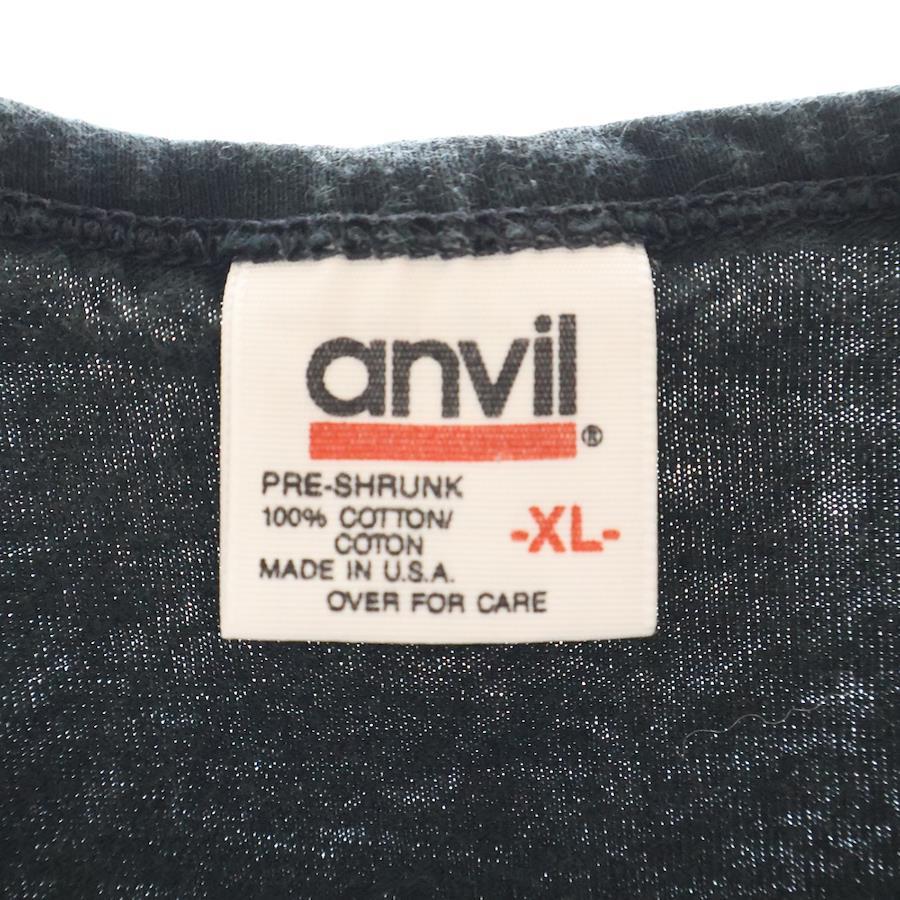 anvil®
PRE-SHRUNK
100% COTTON/
COTON
-XL-
MADE IN U.S.A.
OVER FOR CARE